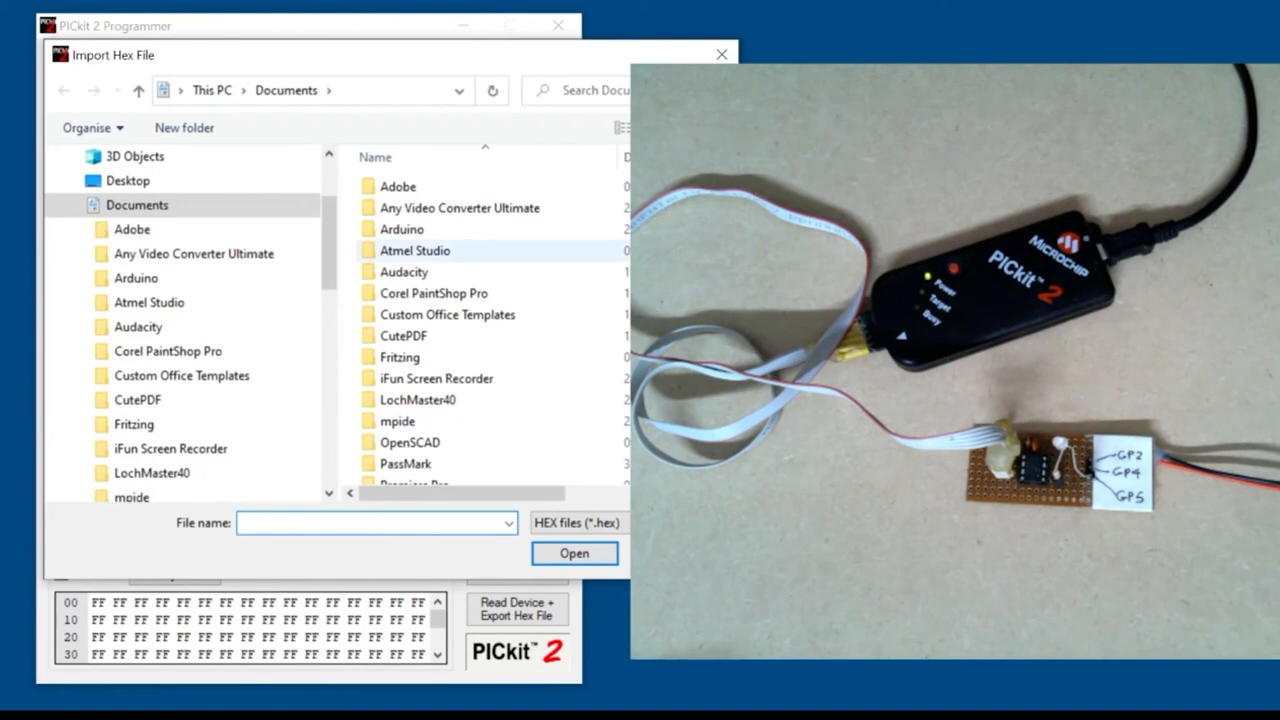 PICkit 2 Programmer
Import Hex File
This PC
Documents
Search Docu
Organise
New folder
3D Objects
Desktop
Documents
Adobe
Any Video Converter Ultimate
Arduino
Atmel Studio
Audacity
Corel PaintShop Pro
Custom Office Templates
CutePDF
Fritzing
iFun Screen Recorder
LochMaster40
mpide
Name
D
Adobe
Any Video Converter Ultimate
Arduino
Atmel Studio
Audacity
Corel PaintShop Pro
Custom Office Templates
CutePDF
Fritzing
iFun Screen Recorder
LochMaster40
mpide
OpenSCAD
PassMark
File name:
HEX files (*.hex)
Open
00 FF FF FF FF FF FF FF FF FF FF FF FF FF FF FF FF
10 FF FF FF FF FF FF FF FF FF FF FF FF FF FF FF FF
20 FF FF FF FF FF FF FF FF FF FF FF FF FF FF FF FF
30 FF FF FF FF FF FF FF FF FF FF FF FF FF FF FF FF
Read Device +
Export Hex File
PICkit™ 2
MICROCHIP
PICkit™ 2
Power
Target
Busy
GP2
GP4
GP5